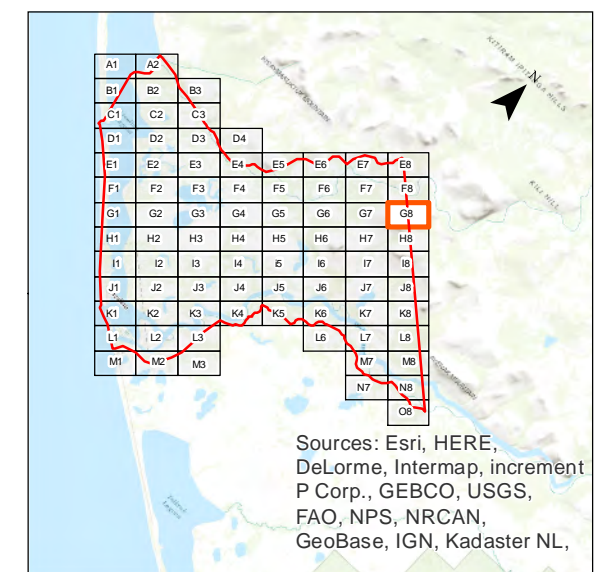 N
KITIRAM IPIENGA HILLS
KILI HILL
A1 A2
B1 B2 B3
C1 C2 C3
D1 D2 D3 D4
E1 E2 E3 E4 E5 E6 E7 E8
F1 F2 F3 F4 F5 F6 F7 F8
G1 G2 G3 G4 G5 G6 G7 G8
H1 H2 H3 H4 H5 H6 H7 H8
I1 I2 I3 I4 I5 I6 I7 I8
J1 J2 J3 J4 J5 J6 J7 J8
K1 K2 K3 K4 K5 K6 K7 K8
L1 L2 L3 L6 L7 L8
M1 M2 M3 M7 M8
N7 N8
O8
Sources: Esri, HERE,
DeLorme, Intermap, increment
P Corp., GEBCO, USGS,
FAO, NPS, NRCAN,
GeoBase, IGN, Kadaster NL,